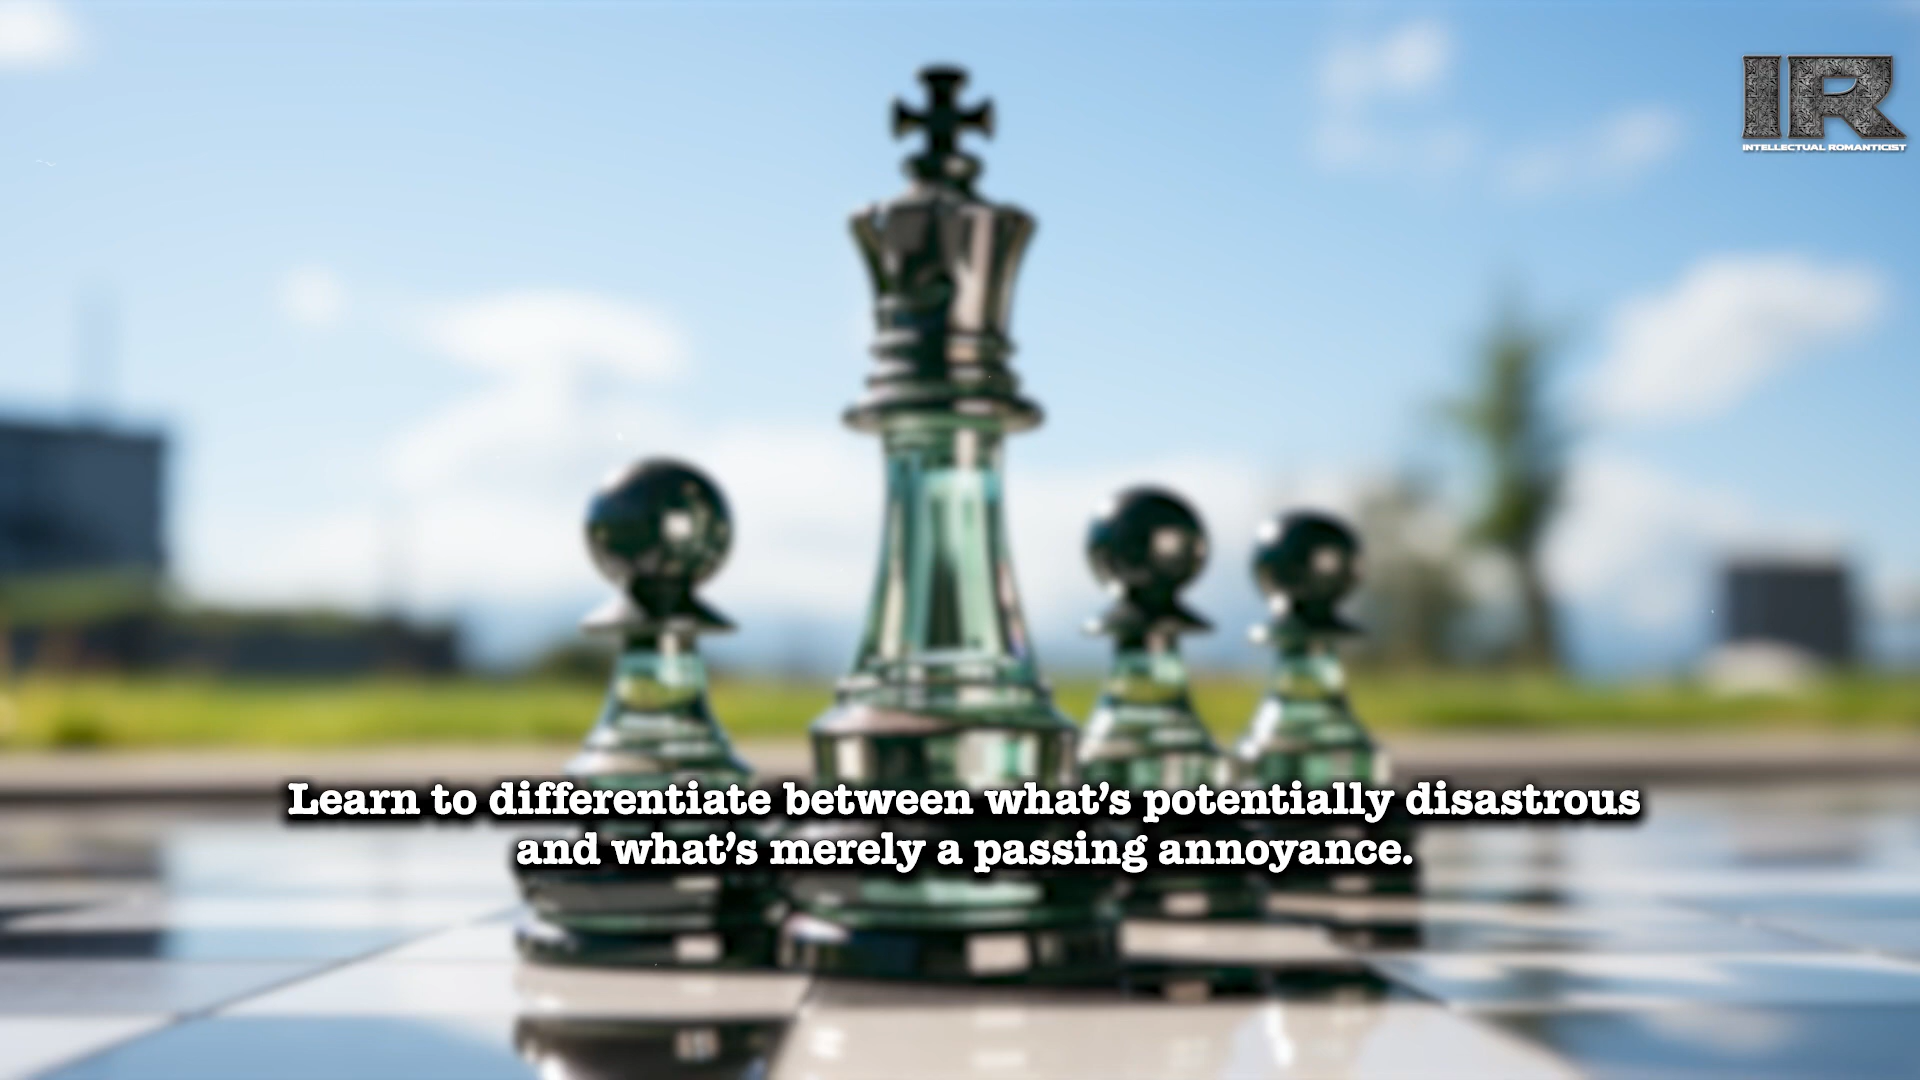 IR
INTELLECTUAL ROMANTICIST
Learn to differentiate between what's potentially disastrous
and what's merely a passing annoyance.